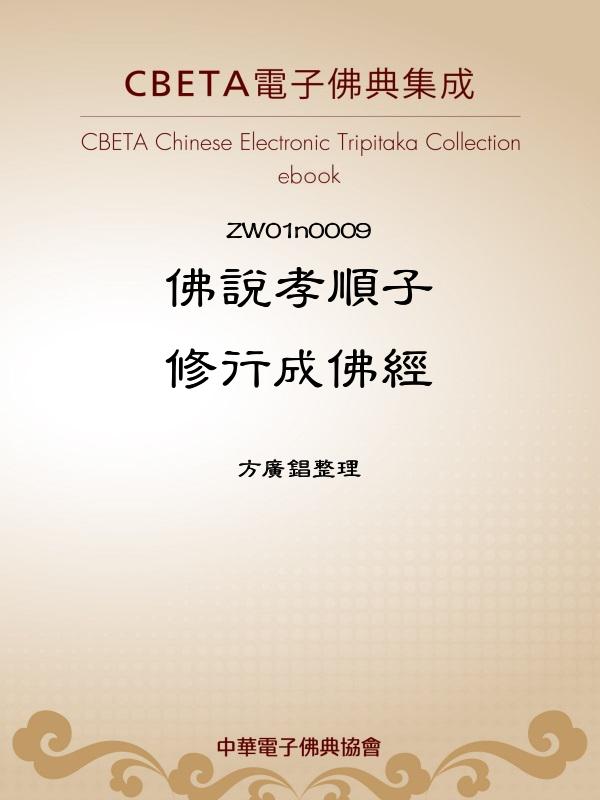 CBETA電子佛典集成
CBETA Chinese Electronic Tripitaka Collection
ebook
ZW01n0009
佛說孝順子
修行成佛經
方廣錩整理
中華電子佛典協會